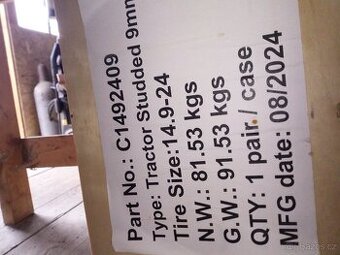 Part No.: C1492409
Type: Tractor Studded 9mm
Tire Size:14.9-24
N.W.: 81.53 kgs
G.W.: 91.53 kgs
QTY: 1 pair./ case
MFG date: 08/2024